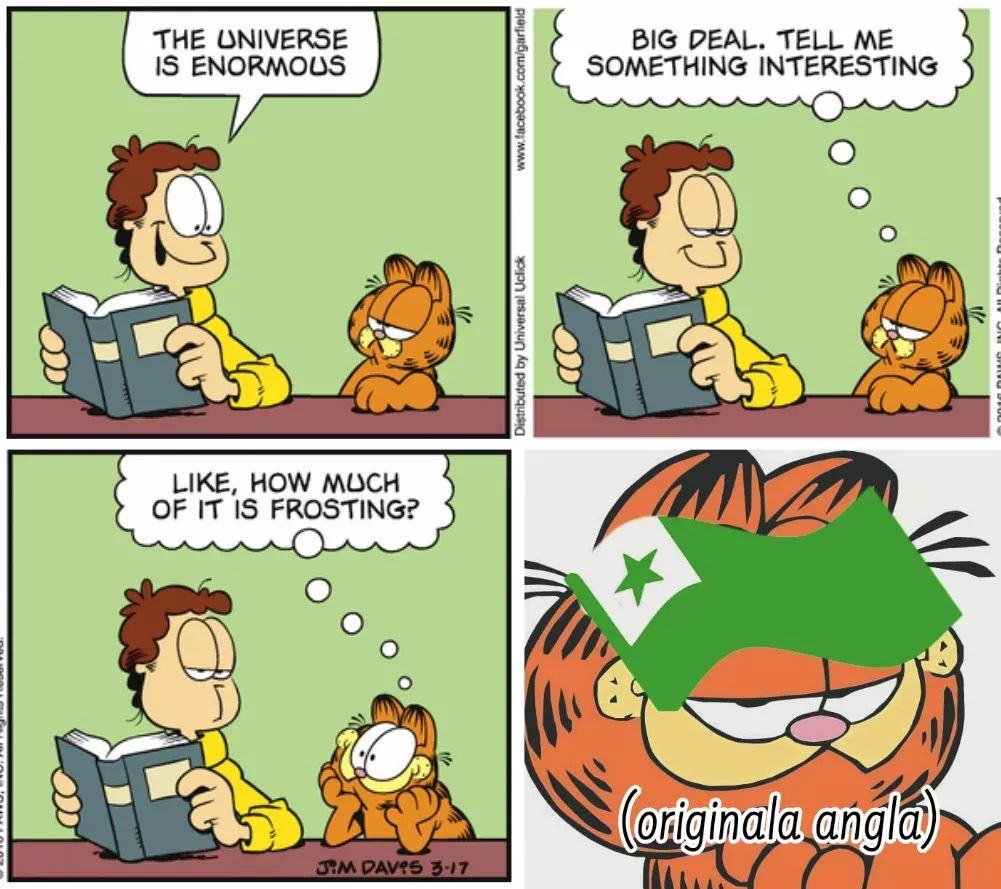 THE UNIVERSE
IS ENORMOUS
www.facebook.com/garfield
Distributed by Universal Uclick
BIG DEAL. TELL ME
SOMETHING INTERESTING
LIKE, HOW MUCH
OF IT IS FROSTING?
JIM DAVIS 3-17
(originala angla)